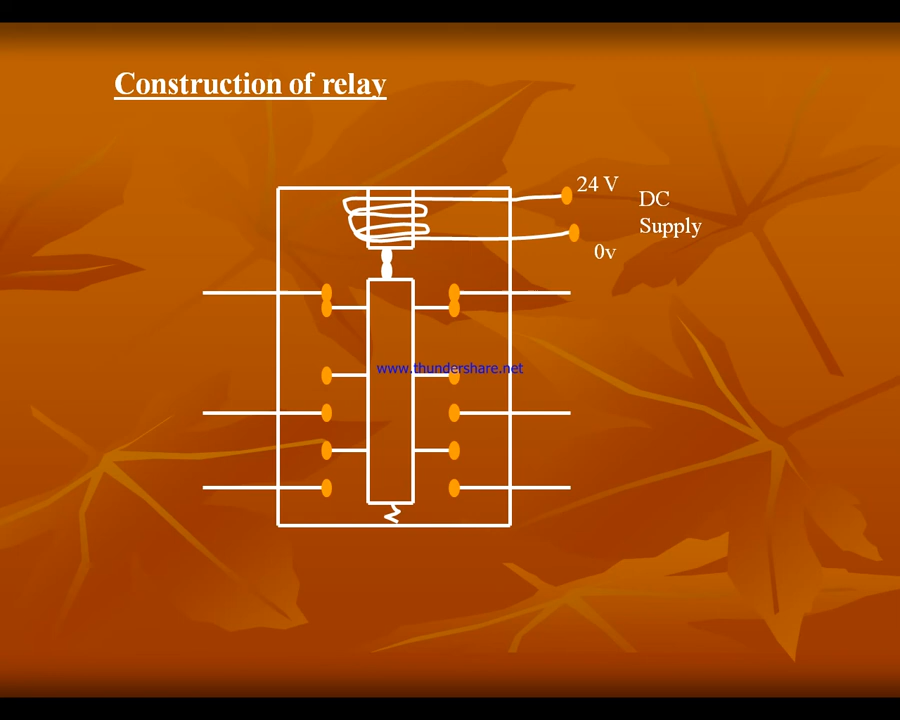 Construction of relay
24 V
DC
Supply
0v
www.thundershare.net